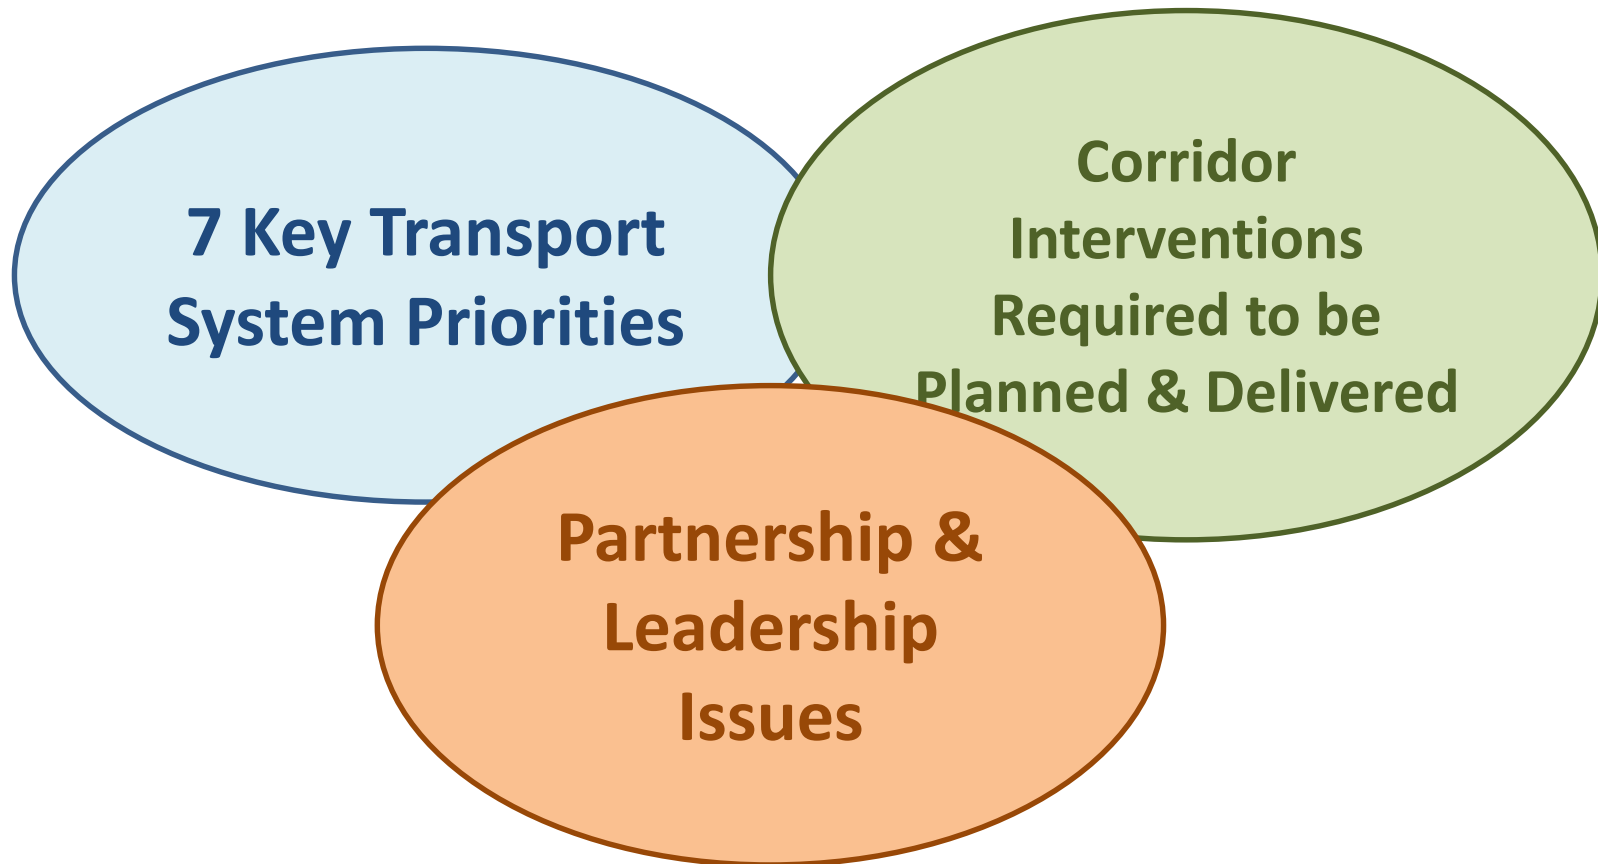 7 Key Transport
System Priorities
Corridor
Interventions
Required to be
Planned & Delivered
Partnership &
Leadership
Issues